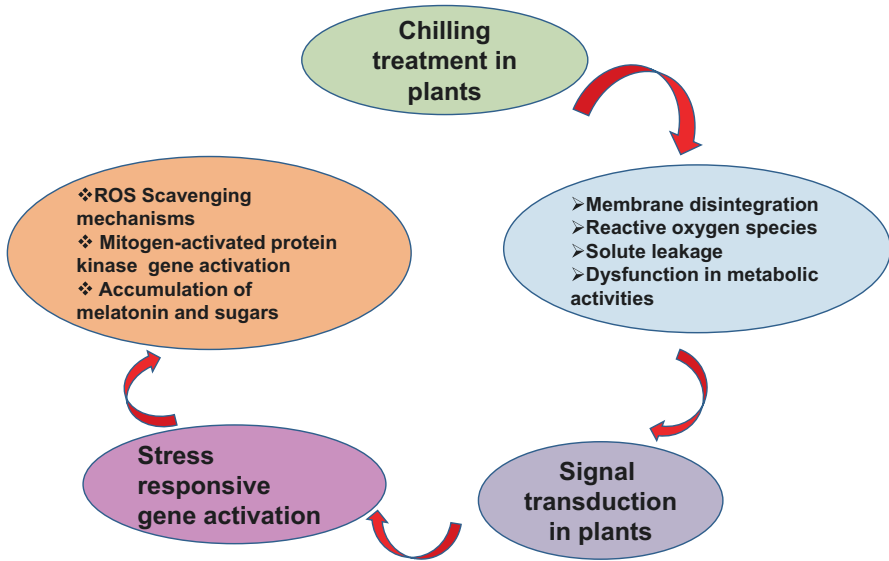 Chilling
treatment in
plants
➢Membrane disintegration
➢Reactive oxygen species
➢Solute leakage
➢Dysfunction in metabolic
activities
Signal
transduction
in plants
Stress
responsive
gene activation
❖ROS Scavenging
mechanisms
❖ Mitogen-activated protein
kinase gene activation
❖ Accumulation of
melatonin and sugars